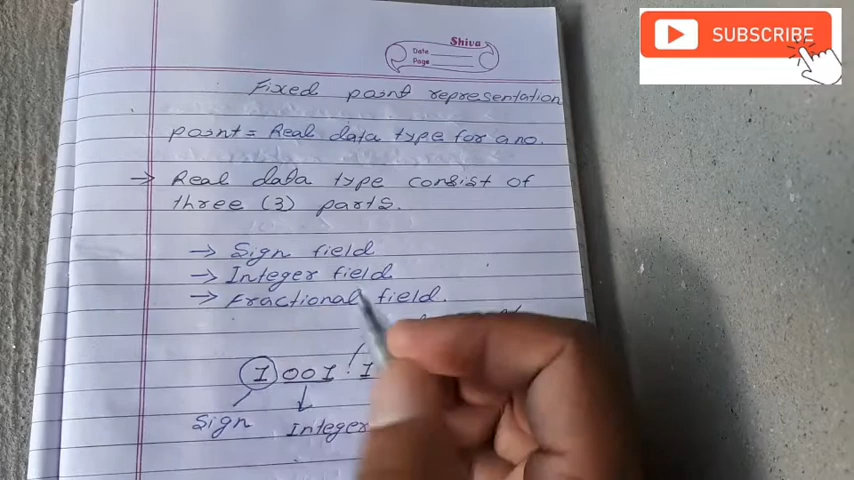 SUBSCRIBE
Shiva
Date
Page
Fixed point representation
point = Real data type for a no.
→ Real data type consist of
three (3) parts.
→ Sign field
→ Integer field
→ Fractional field.
1 001 . 1
Sign Integer